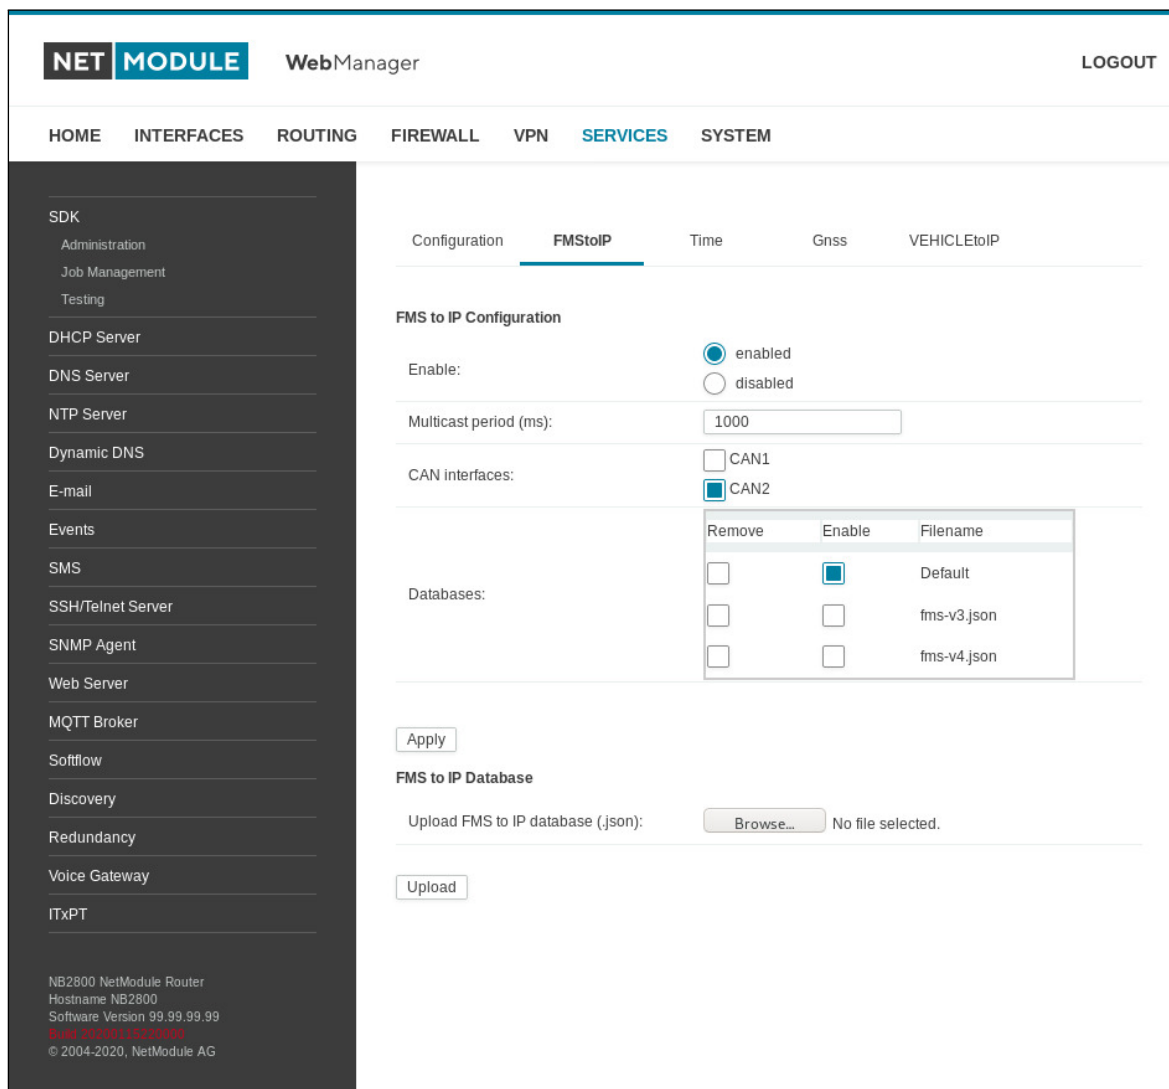 NET MODULE WebManager LOGOUT
HOME INTERFACES ROUTING FIREWALL VPN SERVICES SYSTEM
SDK
Administration
Job Management
Testing
DHCP Server
DNS Server
NTP Server
Dynamic DNS
E-mail
Events
SMS
SSH/Telnet Server
SNMP Agent
Web Server
MQTT Broker
Softflow
Discovery
Redundancy
Voice Gateway
ITxPT
NB2800 NetModule Router
Hostname NB2800
Software Version 99.99.99.99
Build
© 2004-2020, NetModule AG
Configuration FMStoIP Time Gnss VEHICLEtoIP
FMS to IP Configuration
Enable:
enabled
disabled
Multicast period (ms): 1000
CAN interfaces:
CAN1
CAN2
Databases:
Remove Enable Filename
Default
fms-v3.json
fms-v4.json
Apply
FMS to IP Database
Upload FMS to IP database (.json): Browse... No file selected.
Upload